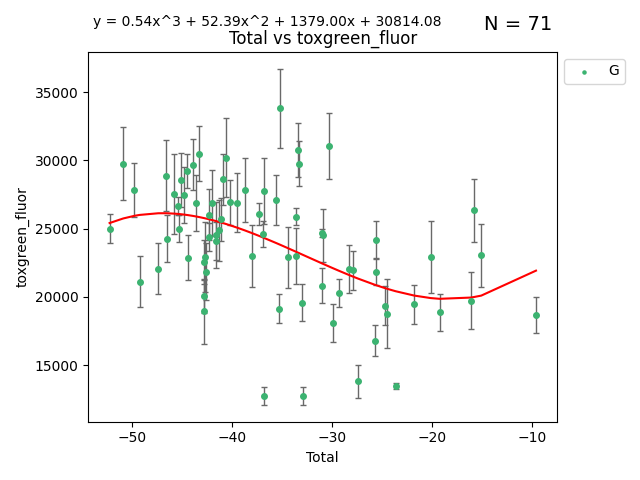 y = 0.54x^3 + 52.39x^2 + 1379.00x + 30814.08
N = 71
Total vs toxgreen_fluor
G
toxgreen_fluor
35000
30000
25000
20000
15000
−50
−40
−30
−20
−10
Total